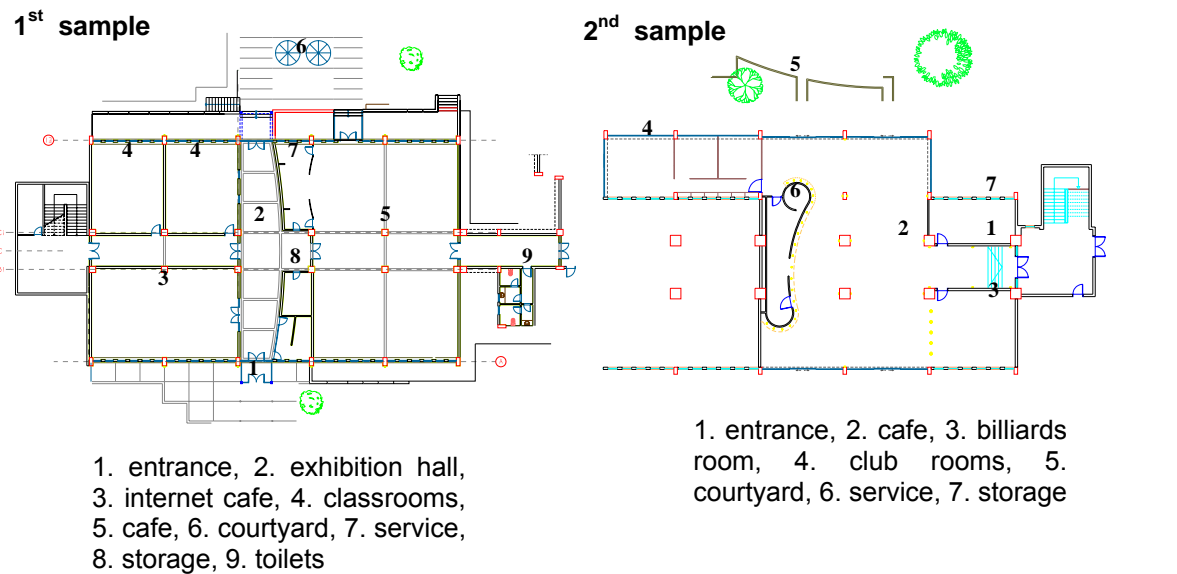 1st sample
6
4 4 7
2 5
8 9
3
1
1. entrance, 2. exhibition hall,
3. internet cafe, 4. classrooms,
5. cafe, 6. courtyard, 7. service,
8. storage, 9. toilets
2nd sample
5
4
6 7
2 1
3
1. entrance, 2. cafe, 3. billiards
room, 4. club rooms, 5.
courtyard, 6. service, 7. storage